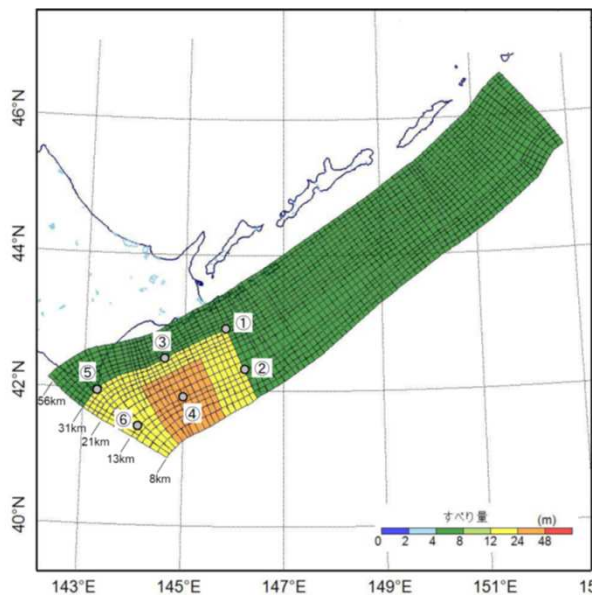 46°N
44°N
42°N
40°N
①
②
③
④
⑤
⑥
56km
31km
21km
13km
8km
すべり量 (m)
0 2 4 8 12 24 48
143°E 145°E 147°E 149°E 151°E 15